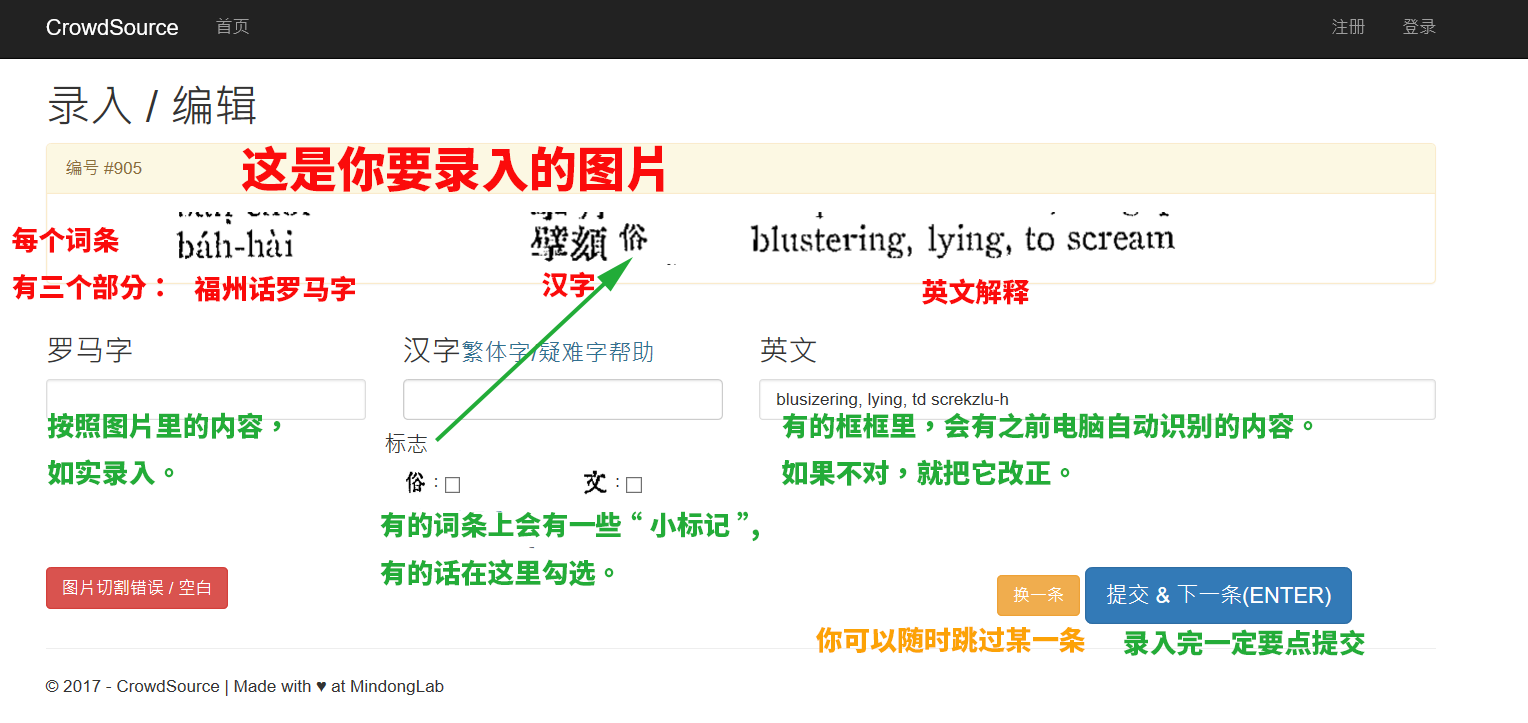 CrowdSource 首页 注册 登录
录入 / 编辑
编号 #905
这是你要录入的图片
每个词条
有三个部分：
báh-hài 俗 blustering, lying, to scream
福州话罗马字 汉字 英文解释
罗马字 汉字繁体字/疑难字帮助 英文
blusizering, lying, td screkzlu-h
按照图片里的内容，
如实录入。
标志
俗：
文：
有的词条上会有一些“小标记”,
有的话在这里勾选。
有的框框里，会有之前电脑自动识别的内容。
如果不对，就把它改正。
图片切割错误 / 空白
换一条
提交 & 下一条(ENTER)
你可以随时跳过某一条
录入完一定要点提交
© 2017 - CrowdSource | Made with ♥ at MindongLab